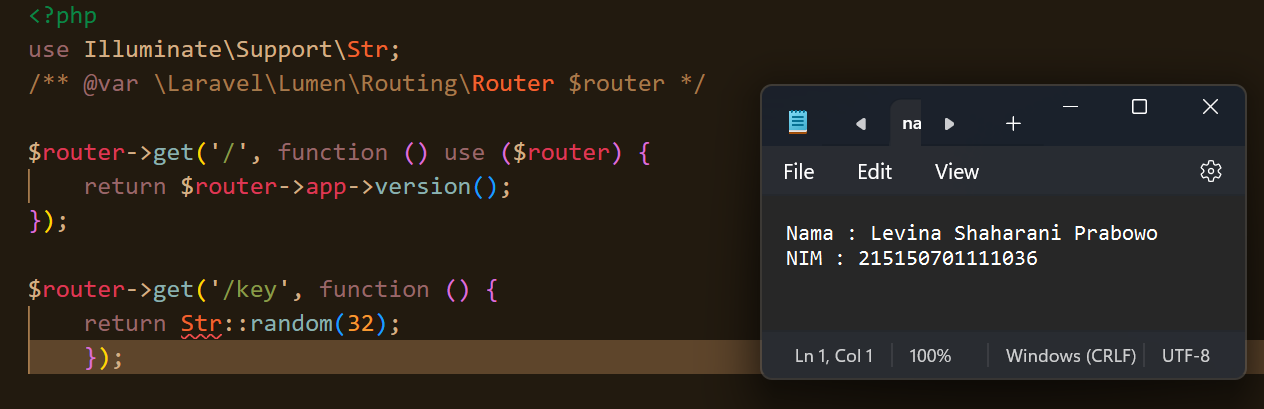 <?php
use Illuminate\Support\Str;
/** @var \Laravel\Lumen\Routing\Router $router */

$router->get('/', function () use ($router) {
    return $router->app->version();
});

$router->get('/key', function () {
    return Str::random(32);
    });
na
File Edit View
Nama : Levina Shaharani Prabowo
NIM : 215150701111036
Ln 1, Col 1 100% Windows (CRLF) UTF-8